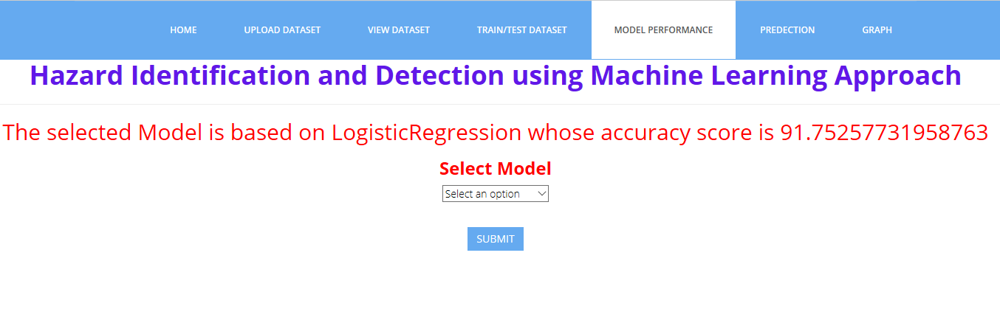 HOME UPLOAD DATASET VIEW DATASET TRAIN/TEST DATASET MODEL PERFORMANCE PREDECTION GRAPH
Hazard Identification and Detection using Machine Learning Approach
The selected Model is based on LogisticRegression whose accuracy score is 91.75257731958763
Select Model
Select an option
SUBMIT